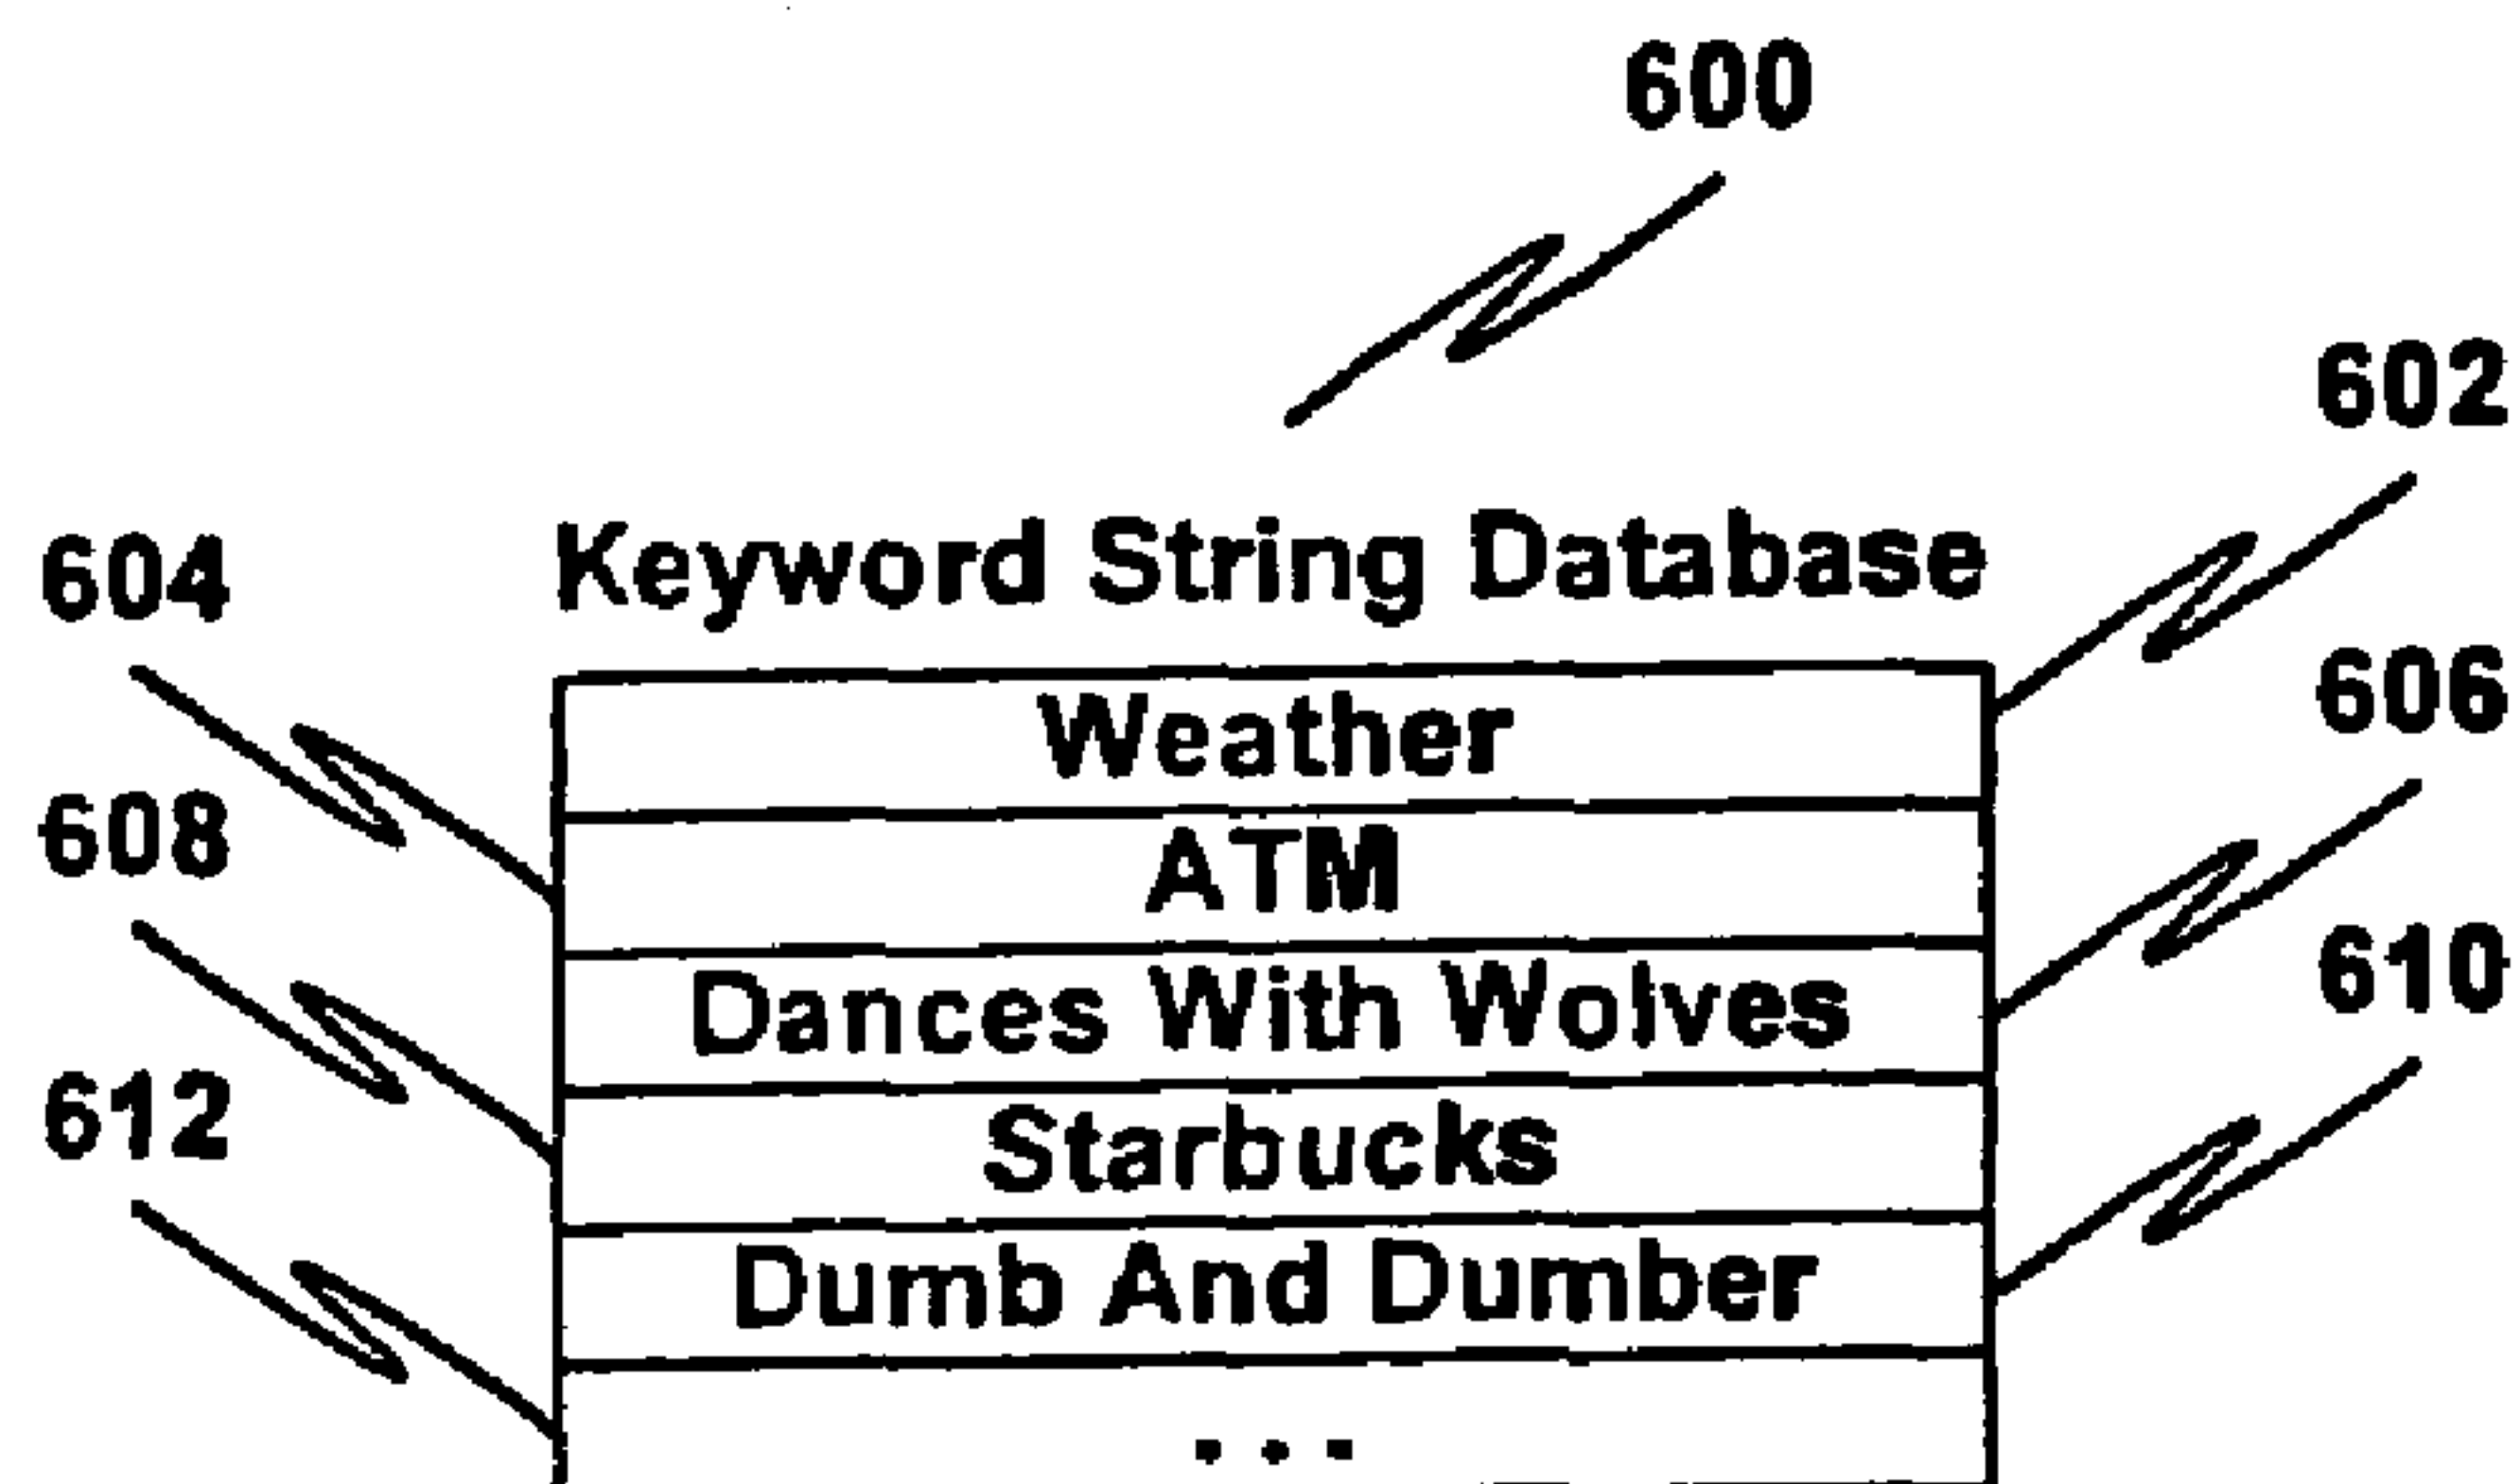 600
602
604 Keyword String Database
606
Weather
608
ATM
610
Dances With Wolves
612
Starbucks
Dumb And Dumber
...